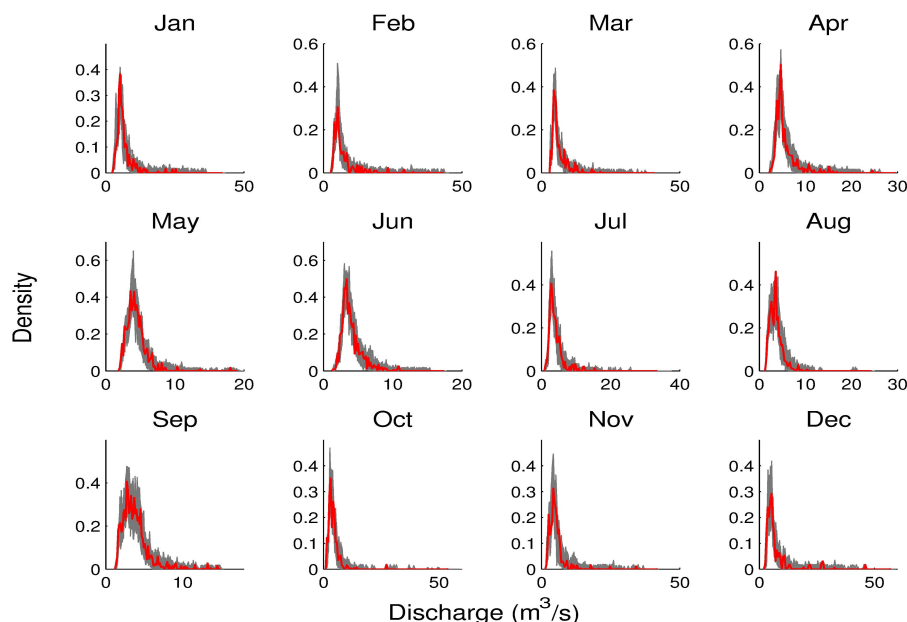 Jan Feb Mar Apr
0.4 0.3 0.2 0.1 0 0 50
0.6 0.4 0.2 0 0 50
0.6 0.4 0.2 0 0 50
0.6 0.4 0.2 0 0 10 20 30
May Jun Jul Aug
0.6 0.4 0.2 0 0 10 20
0.6 0.4 0.2 0 0 10 20
0.4 0.2 0 0 20 40
0.4 0.2 0 0 10 20 30
Density
Sep Oct Nov Dec
0.4 0.2 0 10
0.4 0.3 0.2 0.1 0 0 50
0.4 0.3 0.2 0.1 0 0 50
0.4 0.3 0.2 0.1 0 0 50
Discharge (m³/s)